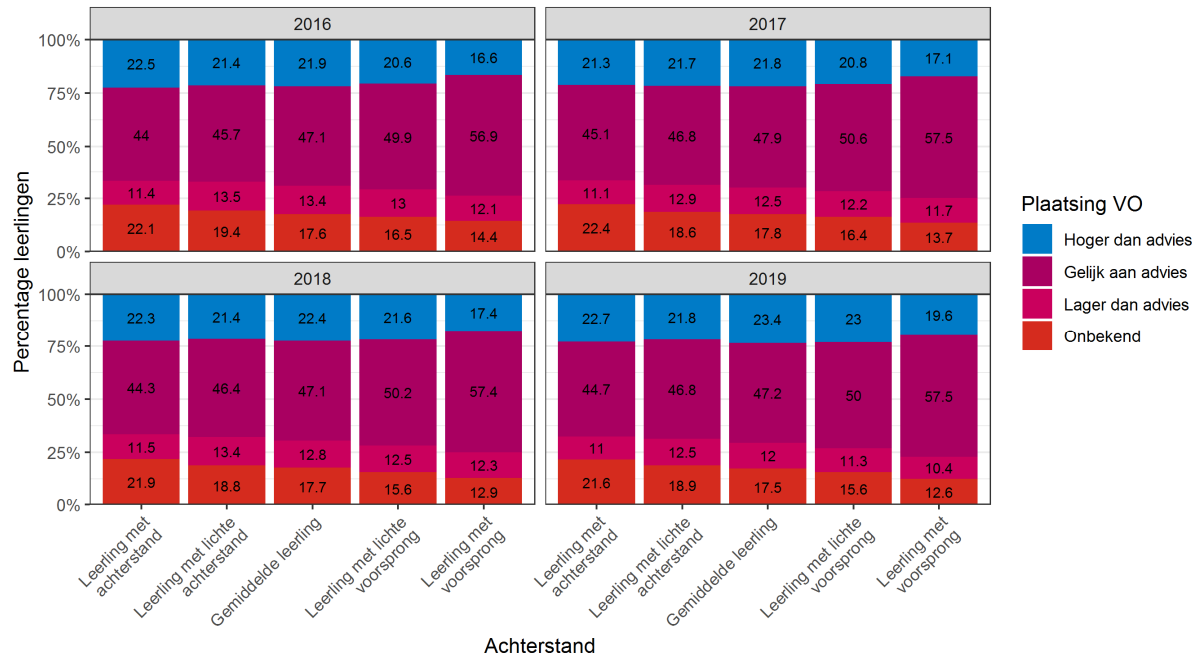 2016
2017
100%
75%
50%
25%
0%
22.5 21.4 21.9 20.6 16.6
44 45.7 47.1 49.9 56.9
11.4 13.5 13.4 13 12.1
22.1 19.4 17.6 16.5 14.4
21.3 21.7 21.8 20.8 17.1
45.1 46.8 47.9 50.6 57.5
11.1 12.9 12.5 12.2 11.7
22.4 18.6 17.8 16.4 13.7
2018
2019
100%
75%
50%
25%
0%
22.3 21.4 22.4 21.6 17.4
44.3 46.4 47.1 50.2 57.4
11.5 13.4 12.8 12.5 12.3
21.9 18.8 17.7 15.6 12.9
22.7 21.8 23.4 23 19.6
44.7 46.8 47.2 50 57.5
11 12.5 12 11.3 10.4
21.6 18.9 17.5 15.6 12.6
Percentage leerlingen
Leerling met
achterstand
Leerling met lichte
achterstand
Gemiddelde leerling
Leerling met lichte
voorsprong
Leerling met
voorsprong
Leerling met
achterstand
Leerling met lichte
achterstand
Gemiddelde leerling
Leerling met lichte
voorsprong
Leerling met
voorsprong
Achterstand
Plaatsing VO
Hoger dan advies
Gelijk aan advies
Lager dan advies
Onbekend